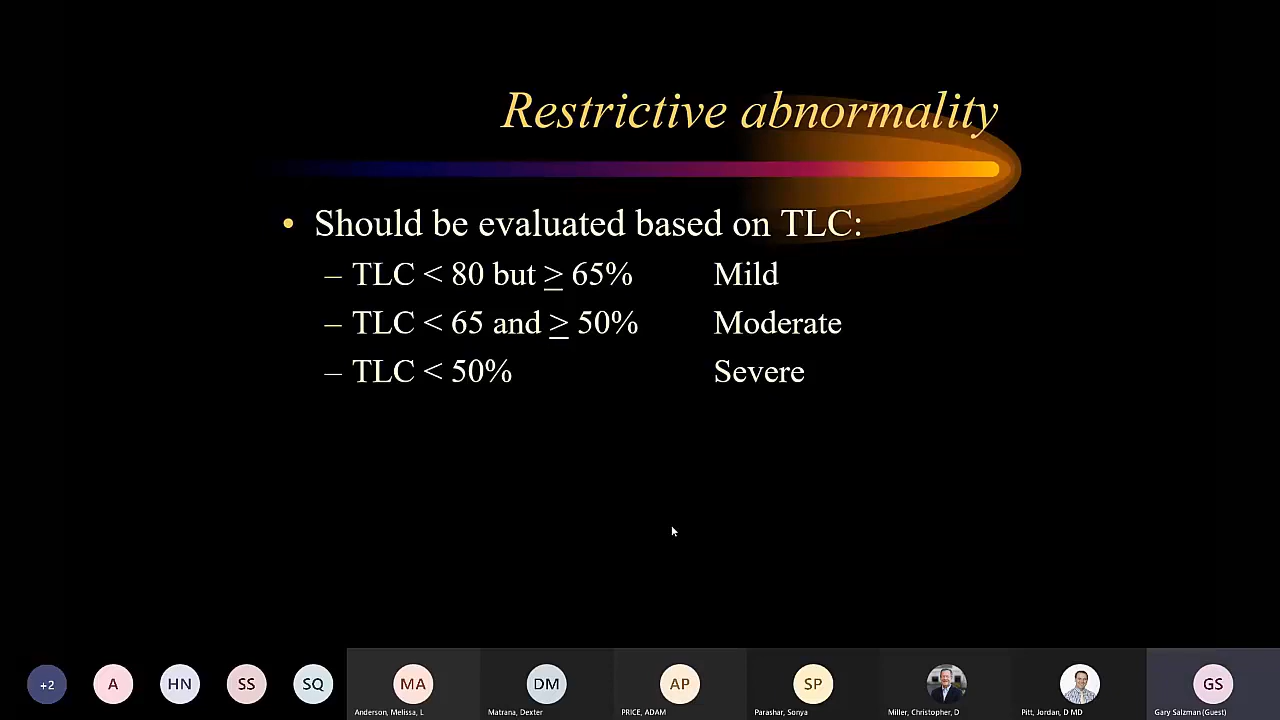 Restrictive abnormality
• Should be evaluated based on TLC:
– TLC < 80 but ≥ 65% Mild
– TLC < 65 and ≥ 50% Moderate
– TLC < 50% Severe
+2 A HN SS SQ MA DM AP SP GS
Anderson, Melissa, L Matrana, Dexter PRICE, ADAM Parashar, Sonya Miller, Christopher, D Pitt, Jordan, D MD Gary Salzman (Guest)